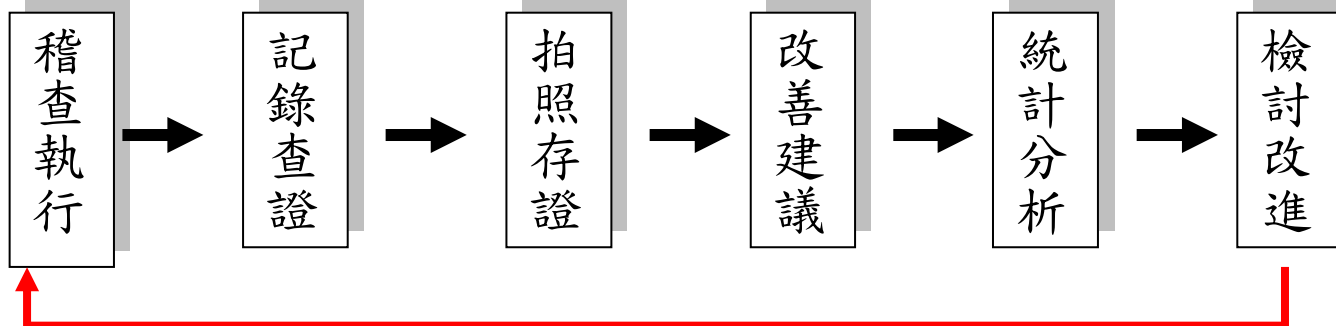 稽查執行
記錄查證
拍照存證
改善建議
統計分析
檢討改進